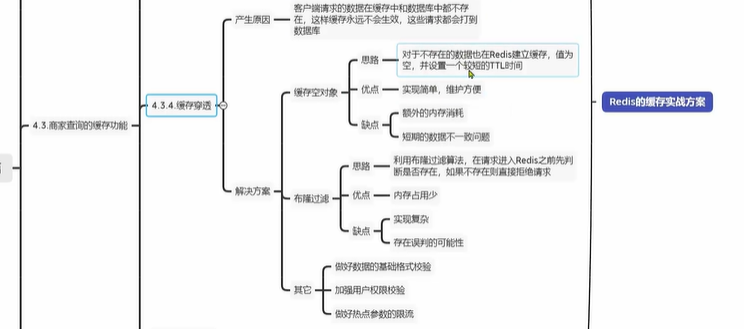 产生原因
客户端请求的数据在缓存中和数据库中都不存
在，这样缓存永远不会生效，这些请求都会打到
数据库
4.3.商家查询的缓存功能
4.3.4.缓存穿透
解决方案
缓存空对象
思路
对于不存在的数据也在Redis建立缓存，值为
空，并设置一个较短的TTL时间
优点
实现简单，维护方便
缺点
额外的内存消耗
短期的数据不一致问题
布隆过滤
思路
利用布隆过滤算法，在请求进入Redis之前先判
断是否存在，如果不存在则直接拒绝请求
优点
内存占用少
缺点
实现复杂
存在误判的可能性
其它
做好数据的基础格式校验
加强用户权限校验
做好热点参数的限流
Redis的缓存实战方案